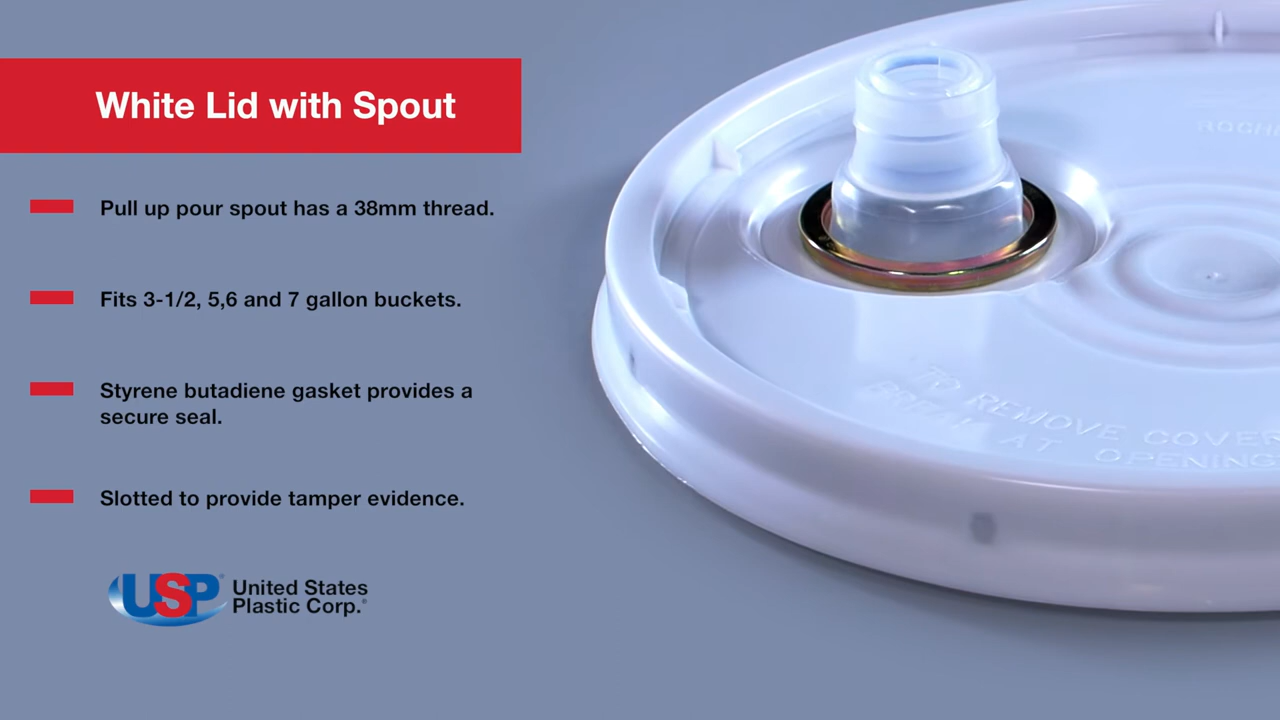 White Lid with Spout
Pull up pour spout has a 38mm thread.
Fits 3-1/2, 5,6 and 7 gallon buckets.
Styrene butadiene gasket provides a
secure seal.
Slotted to provide tamper evidence.
USP® United States
Plastic Corp.®
TO REMOVE COVER
AT OPENING